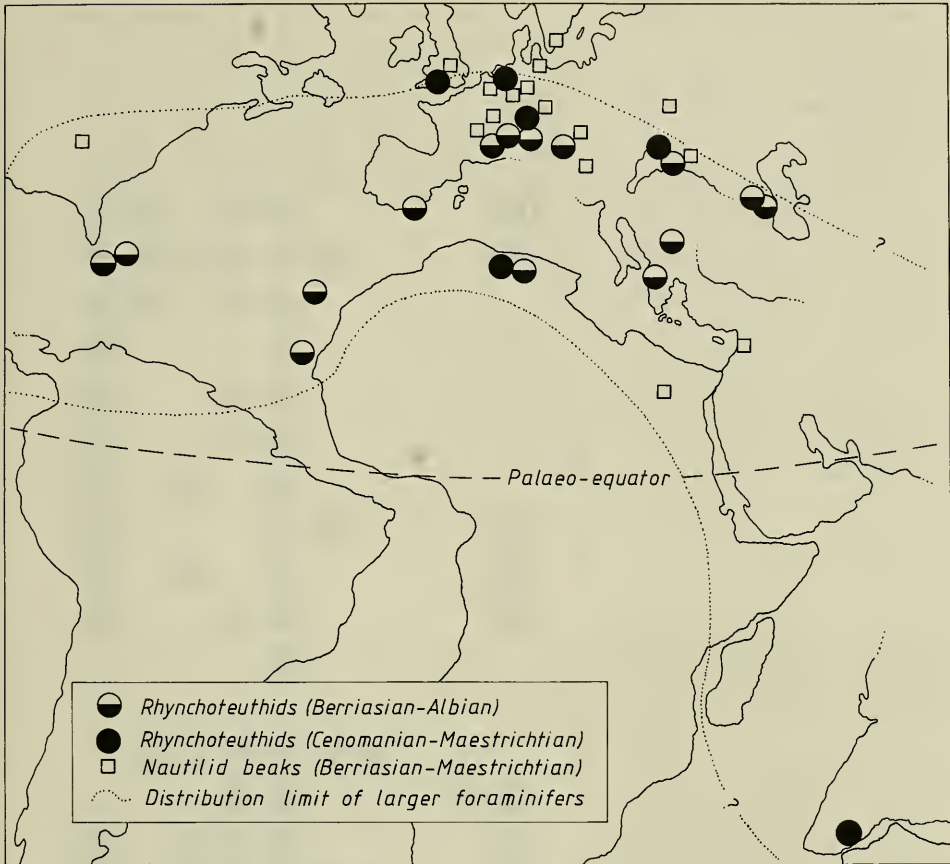 ?
Palaeo-equator
Rhynchoteuthids (Berriasian-Albian)
Rhynchoteuthids (Cenomanian-Maestrichtian)
Nautilid beaks (Berriasian-Maestrichtian)
Distribution limit of larger foraminifers
?